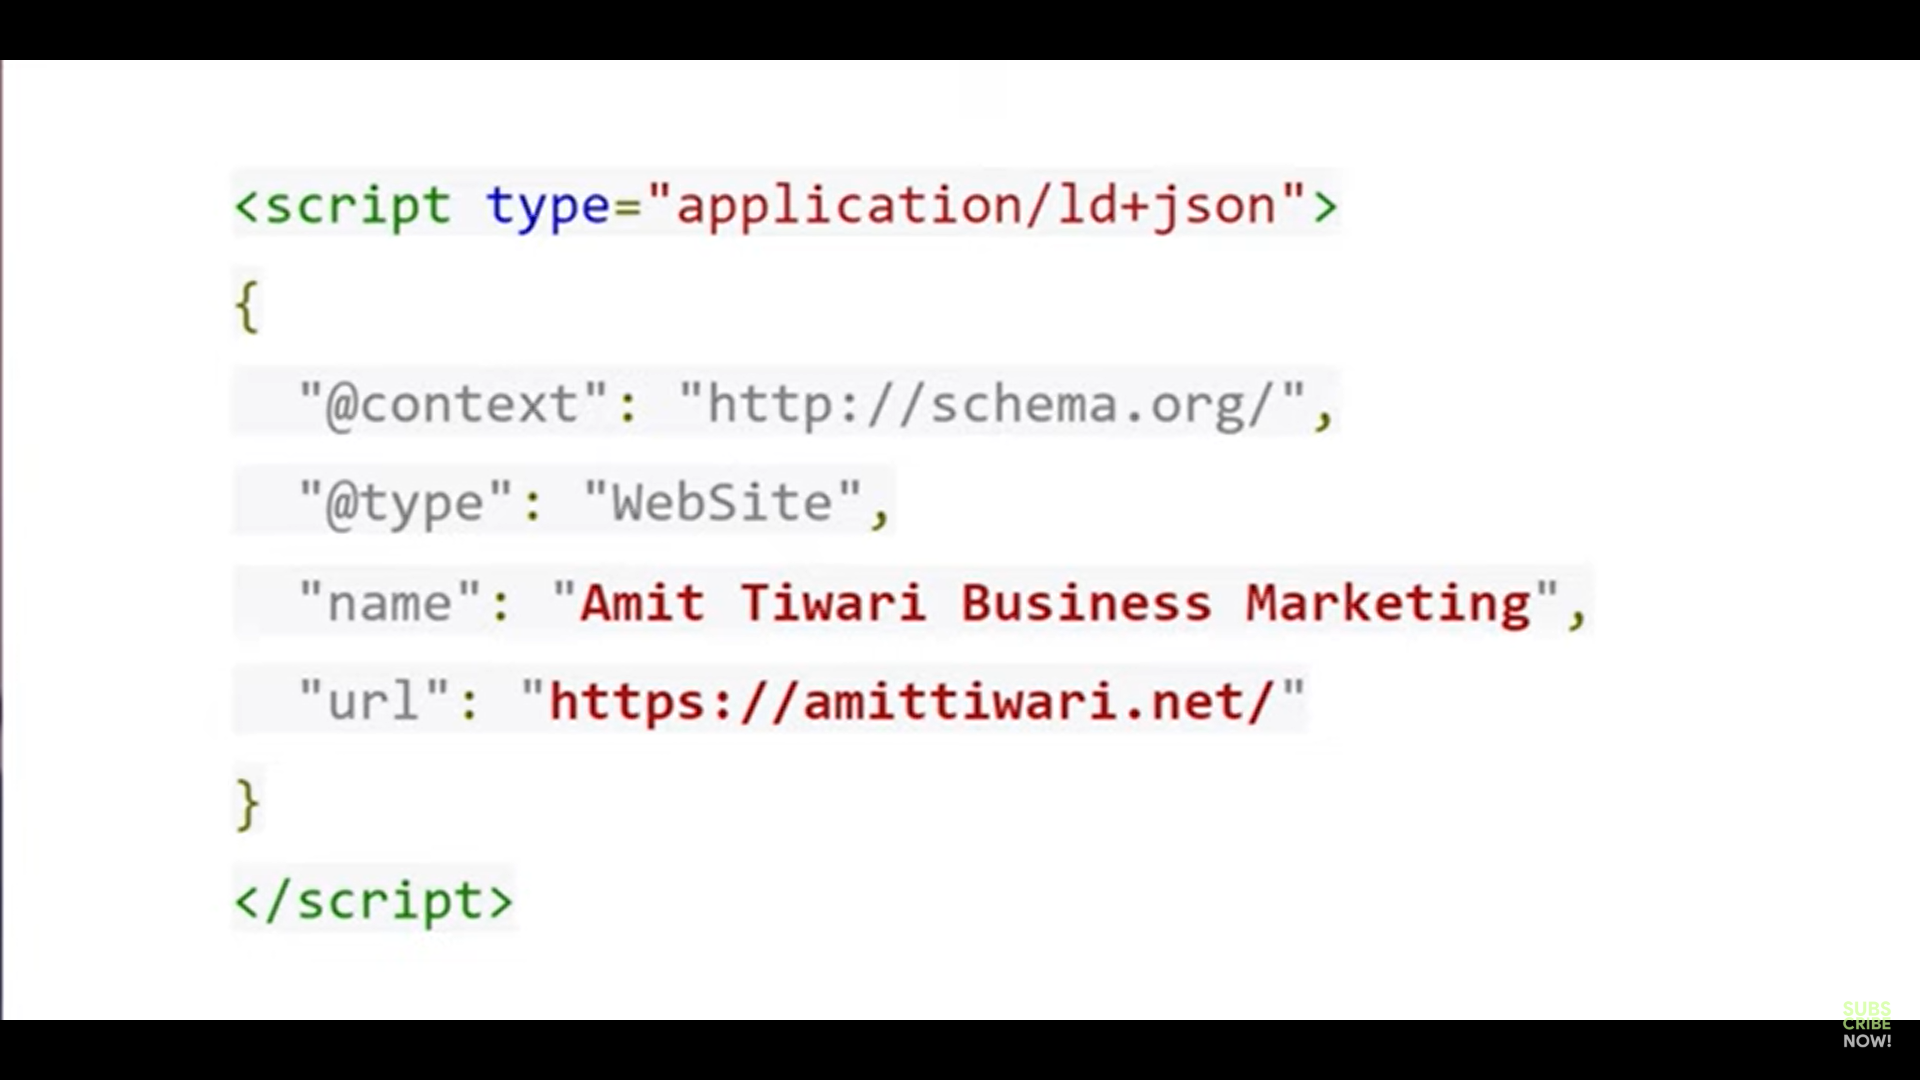 <script type="application/ld+json">
{
"@context": "http://schema.org/",
"@type": "WebSite",
"name": "Amit Tiwari Business Marketing",
"url": "https://amittiwari.net/"
}
</script>
SUBS
CRIBE
NOW!